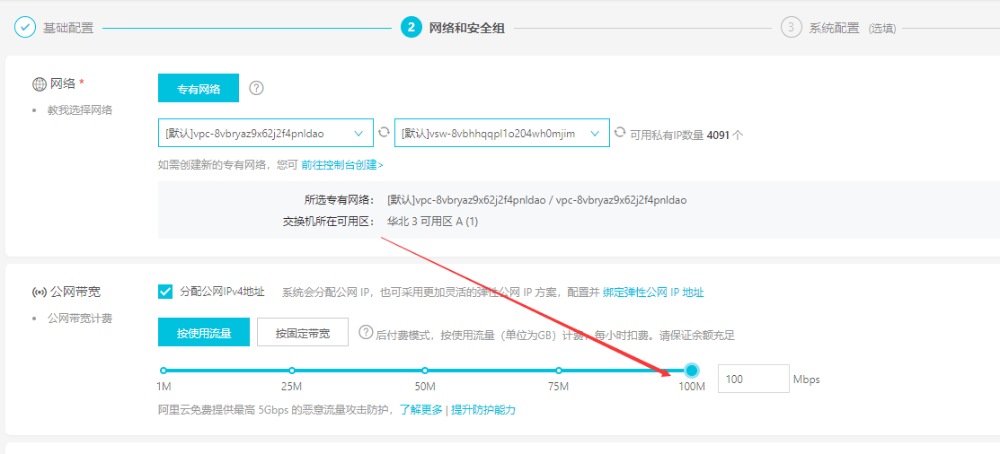 基础配置
2 网络和安全组
3 系统配置 (选填)
网络 *
专有网络 ?
教我选择网络
[默认]vpc-8vbryaz9x62j2f4pnldao [默认]vsw-8vbhhqqpl1o204wh0mjim 可用私有IP数量 4091 个
如需创建新的专有网络，您可 前往控制台创建>
所选专有网络： [默认]vpc-8vbryaz9x62j2f4pnldao / vpc-8vbryaz9x62j2f4pnldao
交换机所在可用区： 华北 3 可用区 A (1)
公网带宽
分配公网IPv4地址 系统会分配公网 IP，也可采用更加灵活的弹性公网 IP 方案，配置并 绑定弹性公网 IP 地址
公网带宽计费
按使用流量 按固定带宽 ? 后付费模式，按使用流量（单位为GB）计费，每小时扣费。请保证余额充足
1M 25M 50M 75M 100M
100 Mbps
阿里云免费提供最高 5Gbps 的恶意流量攻击防护，了解更多 | 提升防护能力